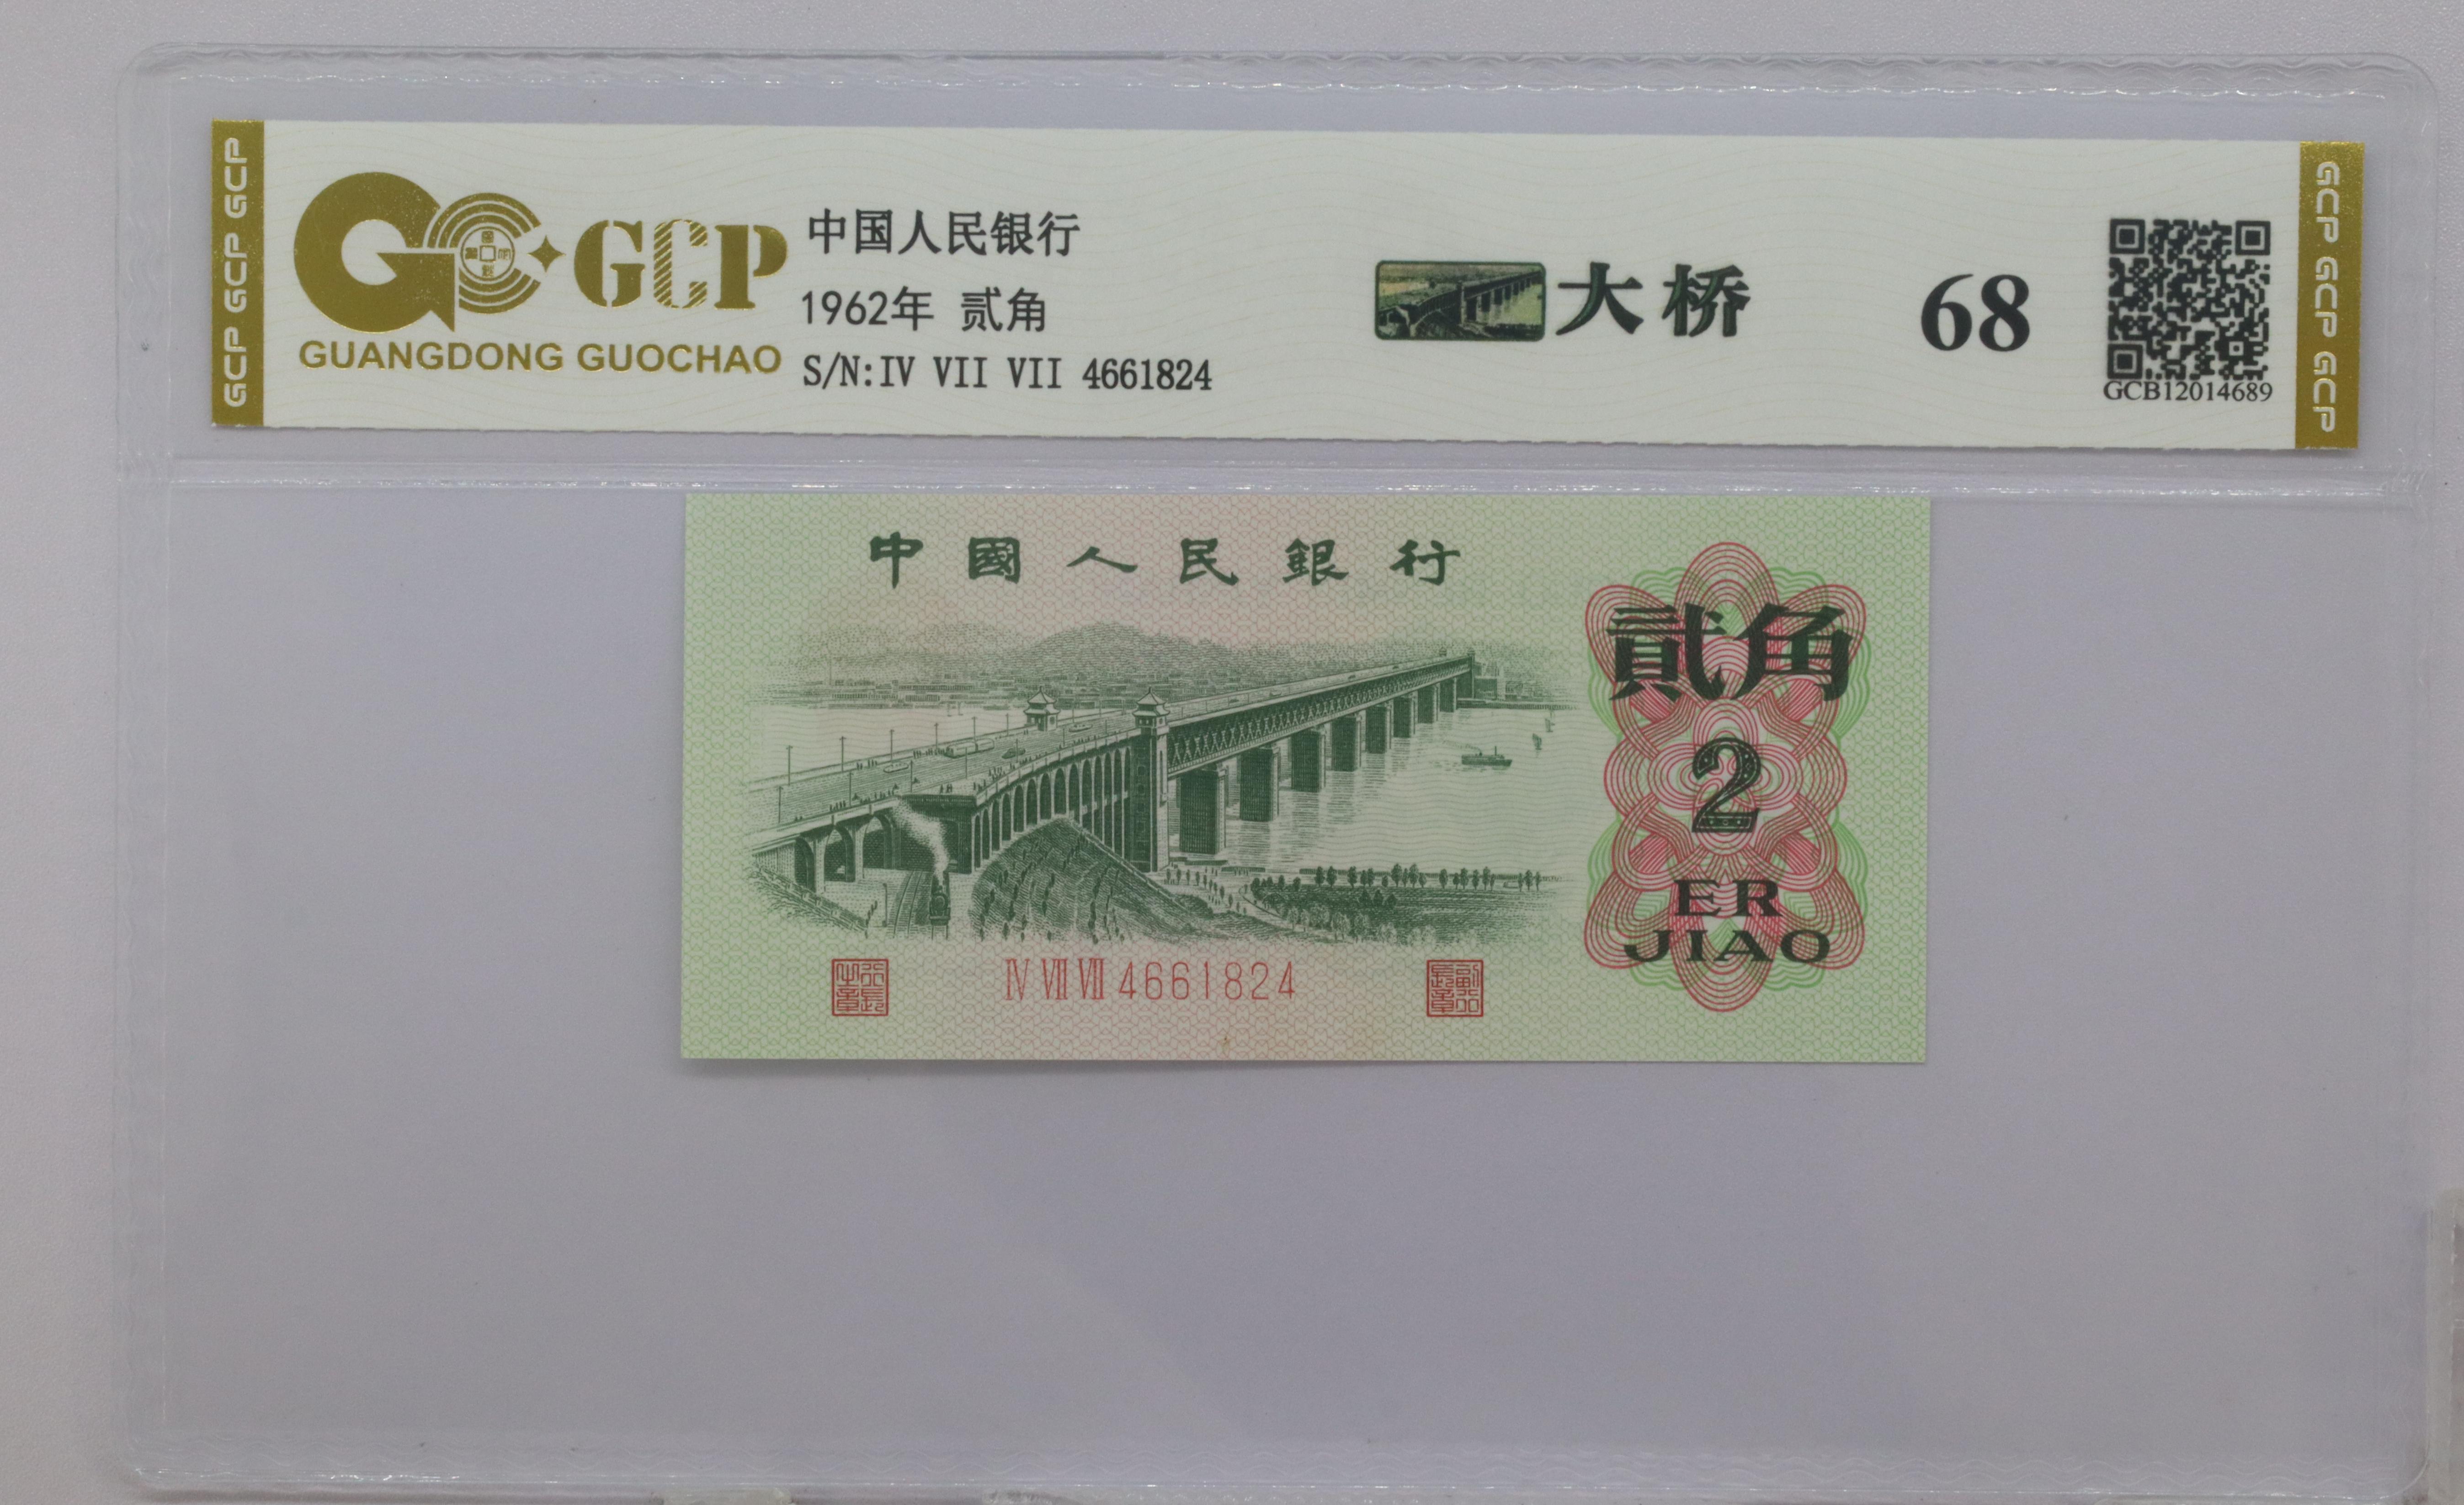 GCP GCP GCP
GCP
GUANGDONG GUOCHAO
中国人民银行
1962年 贰角
S/N:IV VII VII 4661824
大桥
68
GCB12014689
GCP GCP GCP
中國人民銀行
貳角
2
ER
JIAO
Ⅳ Ⅶ Ⅶ 4661824